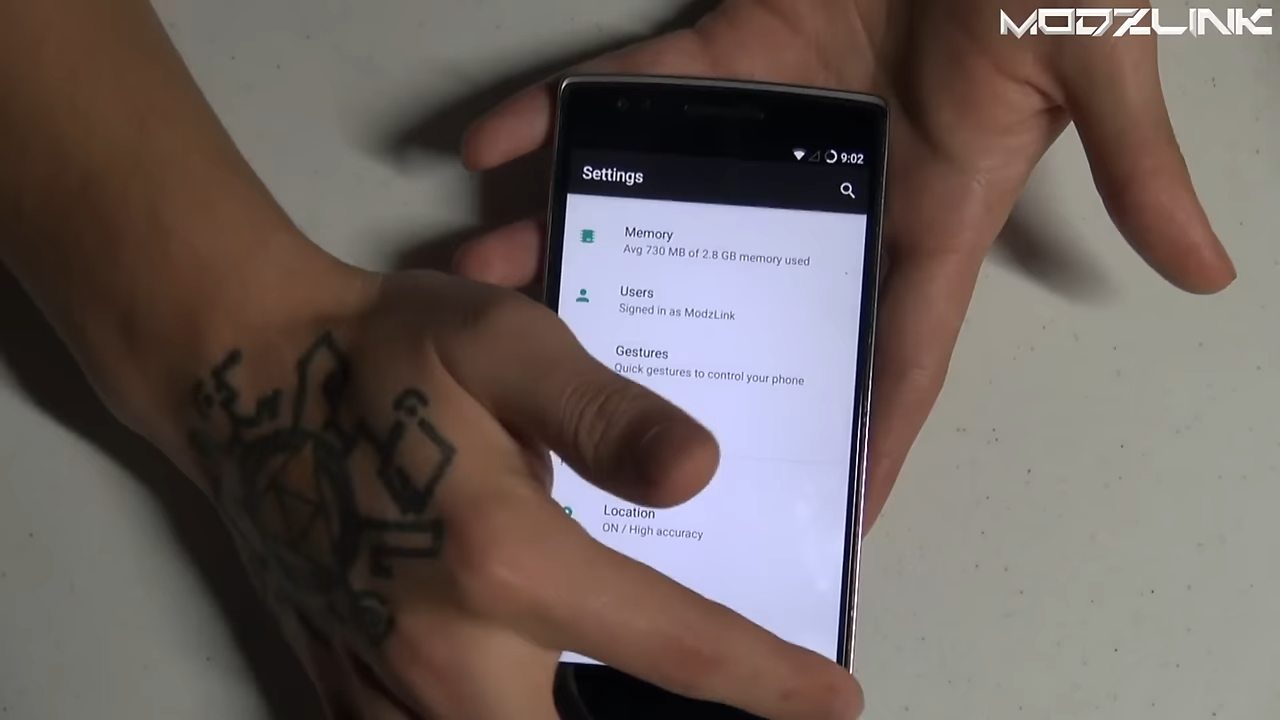 MODZLINK
9:02
Settings
Memory
Avg 730 MB of 2.8 GB memory used
Users
Signed in as ModzLink
Gestures
Quick gestures to control your phone
Location
ON / High accuracy